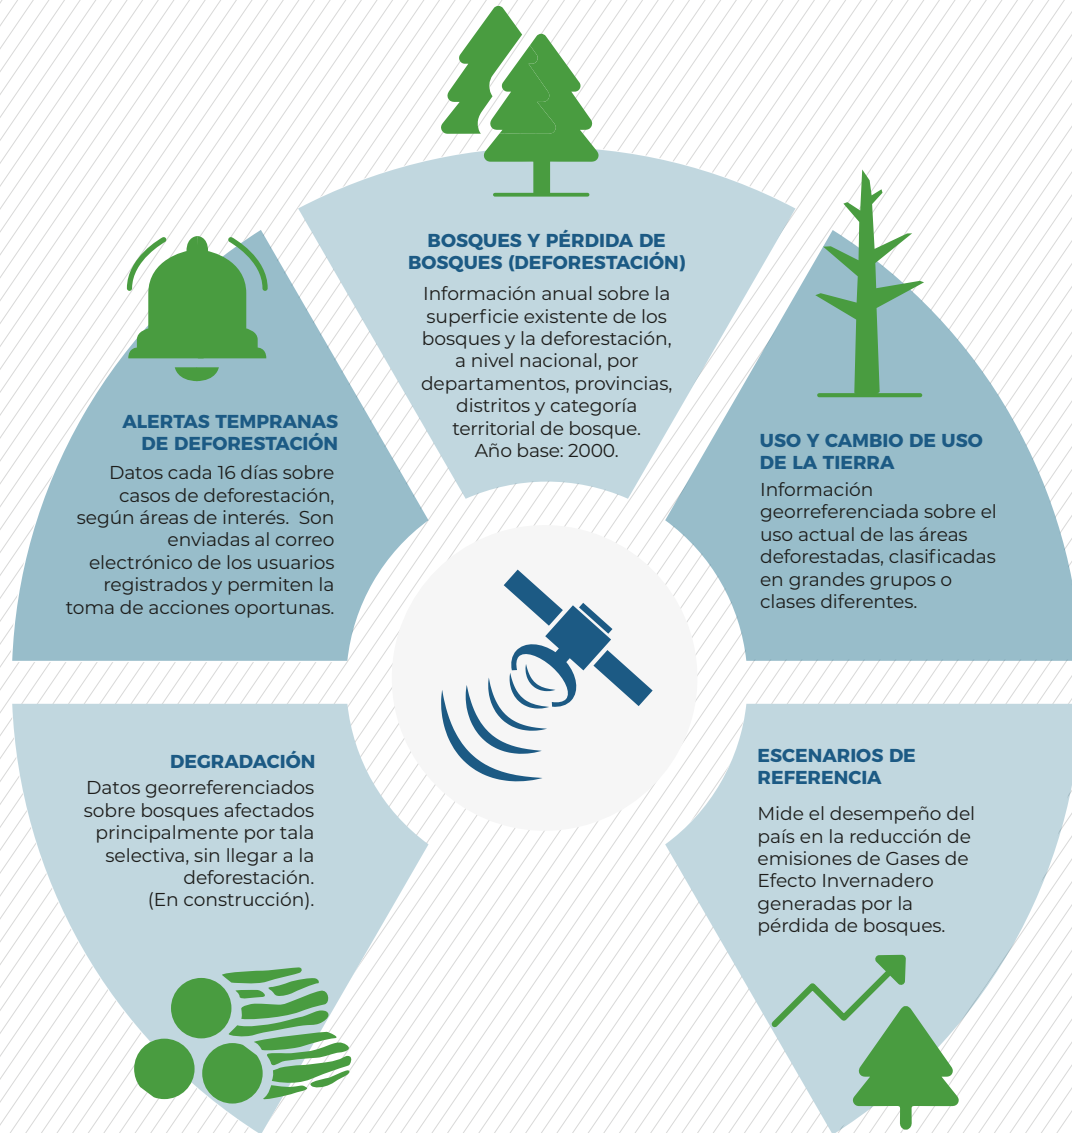 BOSQUES Y PÉRDIDA DE
BOSQUES (DEFORESTACIÓN)
Información anual sobre la
superficie existente de los
bosques y la deforestación,
a nivel nacional, por
departamentos, provincias,
distritos y categoría
territorial de bosque.
Año base: 2000.
ALERTAS TEMPRANAS
DE DEFORESTACIÓN
Datos cada 16 días sobre
casos de deforestación,
según áreas de interés. Son
enviadas al correo
electrónico de los usuarios
registrados y permiten la
toma de acciones oportunas.
USO Y CAMBIO DE USO
DE LA TIERRA
Información
georreferenciada sobre el
uso actual de las áreas
deforestadas, clasificadas
en grandes grupos o
clases diferentes.
DEGRADACIÓN
Datos georreferenciados
sobre bosques afectados
principalmente por tala
selectiva, sin llegar a la
deforestación.
(En construcción).
ESCENARIOS DE
REFERENCIA
Mide el desempeño del
país en la reducción de
emisiones de Gases de
Efecto Invernadero
generadas por la
pérdida de bosques.